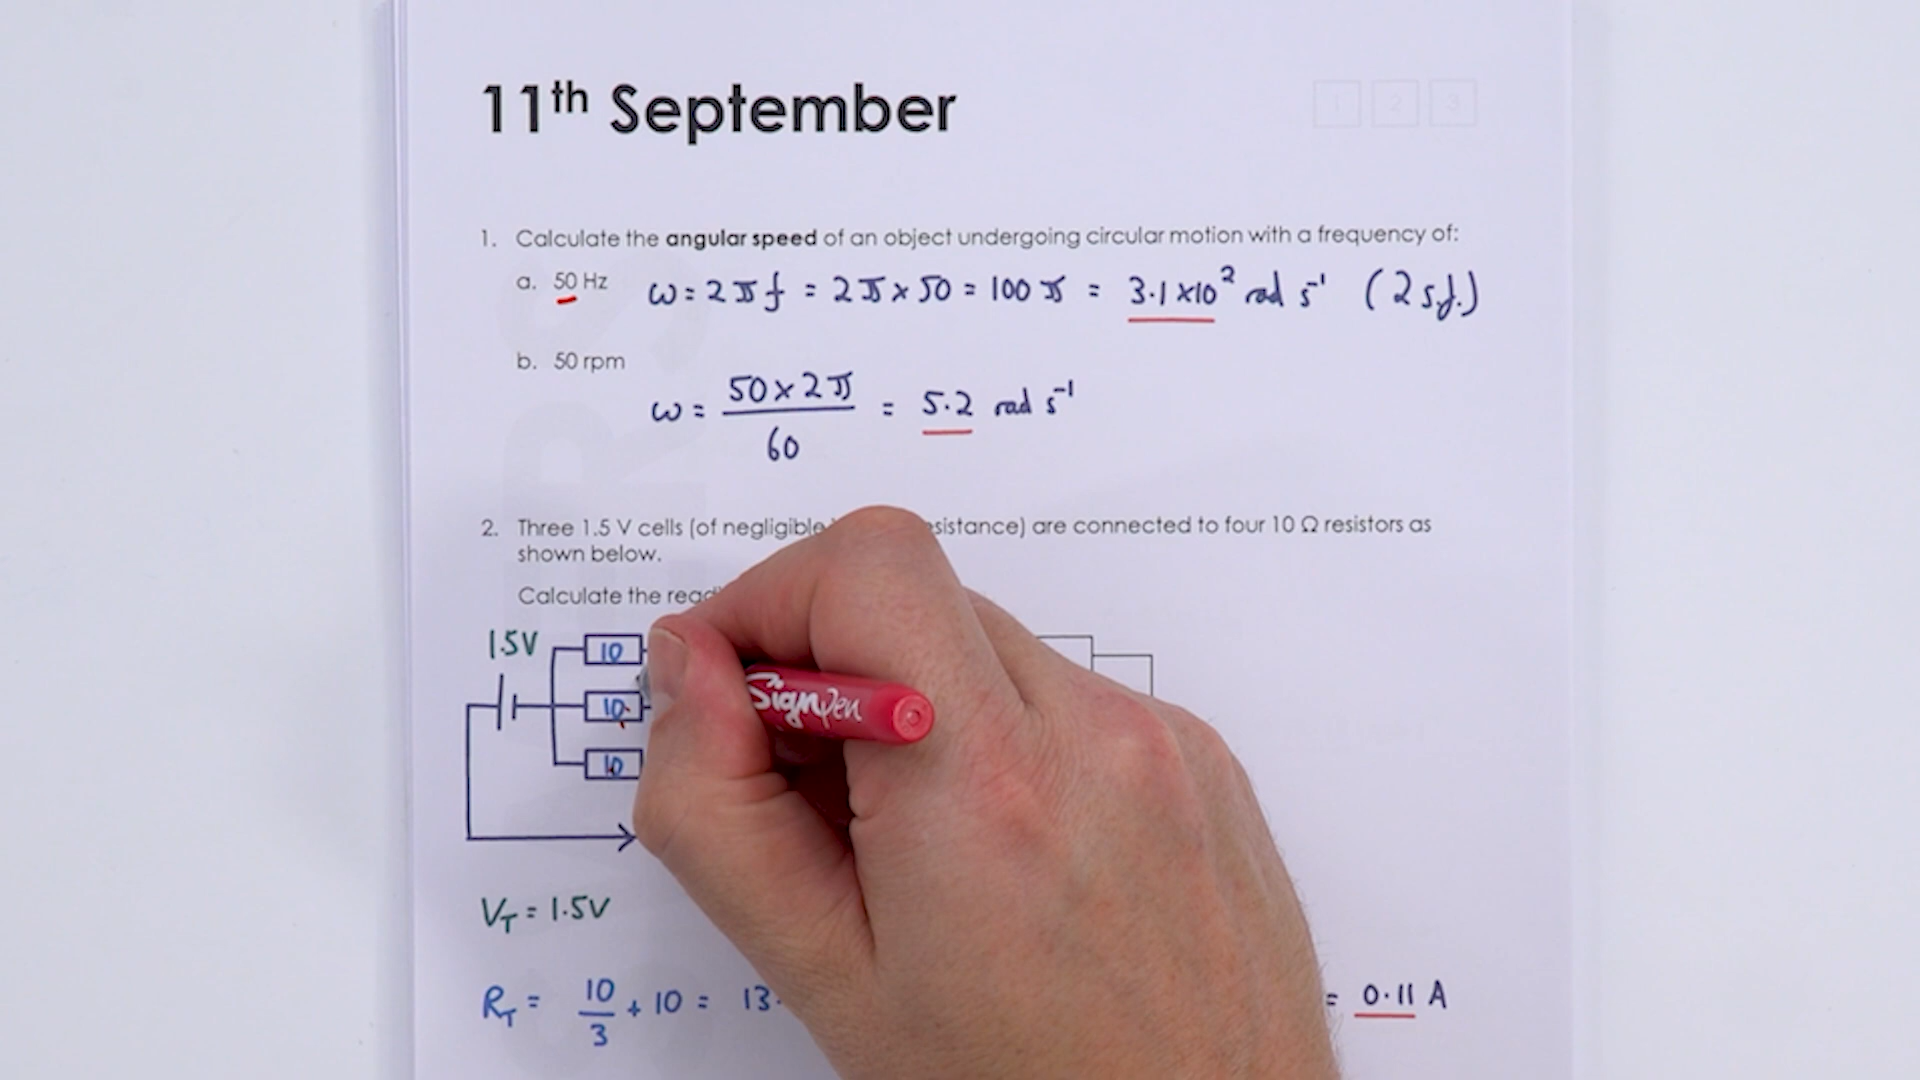 11th September
1 2 3
1. Calculate the angular speed of an object undergoing circular motion with a frequency of:
a. 50 Hz ω = 2πf = 2π × 50 = 100π = 3.1 × 10² rad s⁻¹ (2 s.f.)
b. 50 rpm
ω = 50 × 2π / 60 = 5.2 rad s⁻¹
2. Three 1.5 V cells (of negligible are connected to four 10 Ω resistors as
shown below.
Calculate the
1.5V
10
10
10
SignPen
V_T = 1.5V
R_T = 10/3 + 10 = 13. = 0.11 A